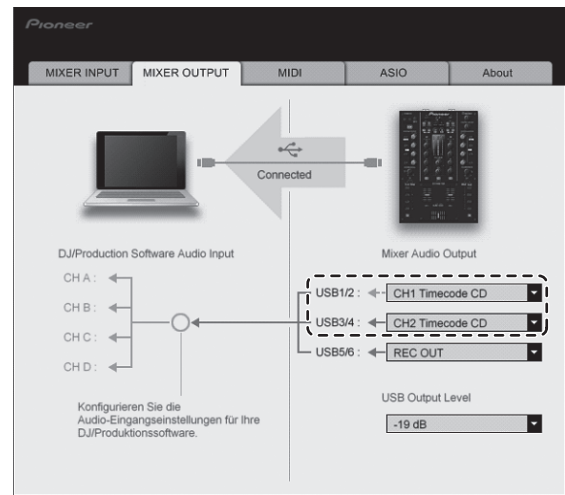 Pioneer
MIXER INPUT
MIXER OUTPUT
MIDI
ASIO
About
Connected
DJ/Production Software Audio Input
CH A :
CH B :
CH C :
CH D :
Konfigurieren Sie die
Audio-Eingangseinstellungen für Ihre
DJ/Produktionssoftware.
Mixer Audio Output
USB1/2 : CH1 Timecode CD
USB3/4 : CH2 Timecode CD
USB5/6 : REC OUT
USB Output Level
-19 dB